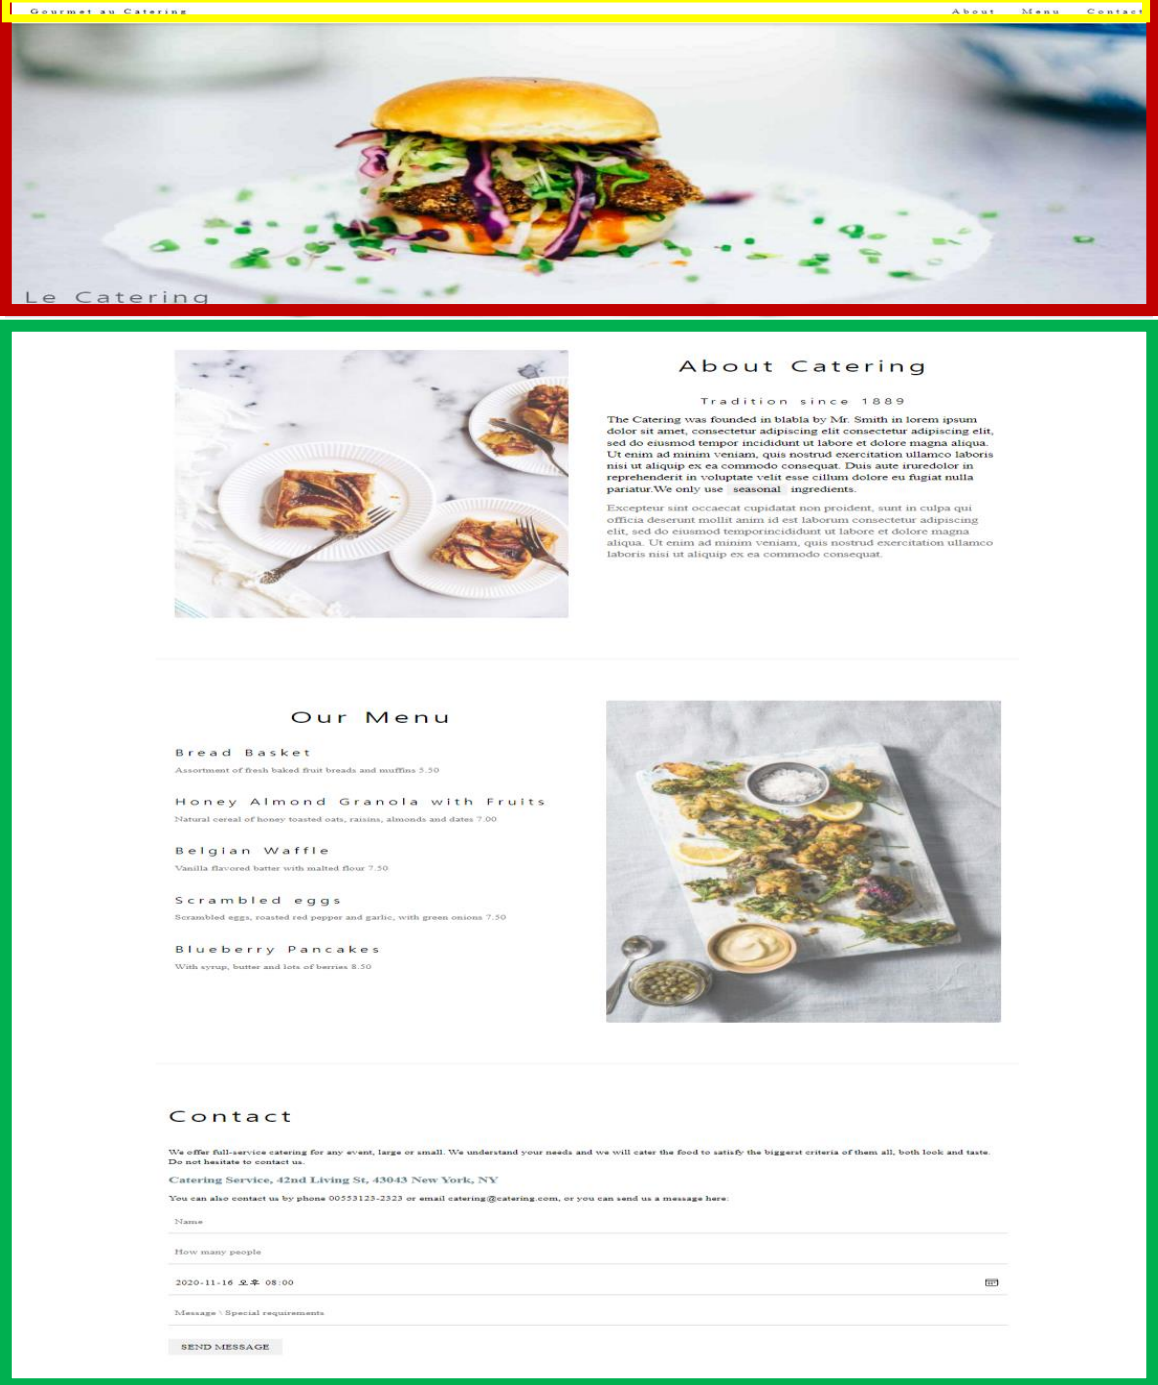 Gourmet au Catering
About Menu Contact
Le Catering
About Catering
Tradition since 1889
The Catering was founded in blabla by Mr. Smith in lorem ipsum
dolor sit amet, consectetur adipiscing elit consectetur adipiscing elit,
sed do eiusmod tempor incididunt ut labore et dolore magna aliqua.
Ut enim ad minim veniam, quis nostrud exercitation ullamco laboris
nisi ut aliquip ex ea commodo consequat. Duis aute iruredolor in
reprehenderit in voluptate velit esse cillum dolore eu fugiat nulla
pariatur.We only use seasonal ingredients.
Excepteur sint occaecat cupidatat non proident, sunt in culpa qui
officia deserunt mollit anim id est laborum consectetur adipiscing
elit, sed do eiusmod temporincididunt ut labore et dolore magna
aliqua. Ut enim ad minim veniam, quis nostrud exercitation ullamco
laboris nisi ut aliquip ex ea commodo consequat.
Our Menu
Bread Basket
Assortment of fresh baked fruit breads and muffins 5.50
Honey Almond Granola with Fruits
Natural cereal of honey toasted oats, raisins, almonds and dates 7.00
Belgian Waffle
Vanilla flavored batter with malted flour 7.50
Scrambled eggs
Scrambled eggs, roasted red pepper and garlic, with green onions 7.50
Blueberry Pancakes
With syrup, butter and lots of berries 8.50
Contact
We offer full-service catering for any event, large or small. We understand your needs and we will cater the food to satisfy the biggerst criteria of them all, both look and taste.
Do not hesitate to contact us.
Catering Service, 42nd Living St, 43043 New York, NY
You can also contact us by phone 00553123-2323 or email catering@catering.com, or you can send us a message here:
Name
How many people
2020-11-16 오후 08:00
Message \ Special requirements
SEND MESSAGE